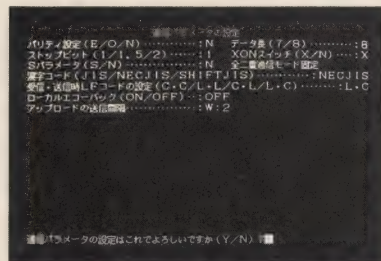 通信パラメータの設定
パリティ設定(E/O/N)‥‥‥‥:N データ長(7/8)‥‥‥‥‥:8
ストップビット(1/1.5/2)‥‥:1 XONスイッチ(X/N)‥‥:X
Sパラメータ(S/N)‥‥‥‥‥:N 全二重通信モード固定
漢字コード(JIS/NECJIS/SHIFTJIS)‥‥‥‥‥:NECJIS
受信・送信時LFコードの設定(C・C/L・L/C・L/L・C)‥‥‥:L・C
ローカルエコーバック(ON/OFF)‥:OFF
アップロードの送信間隔‥‥‥‥:W:2
通信パラメータの設定はこれでよろしいですか(Y/N)